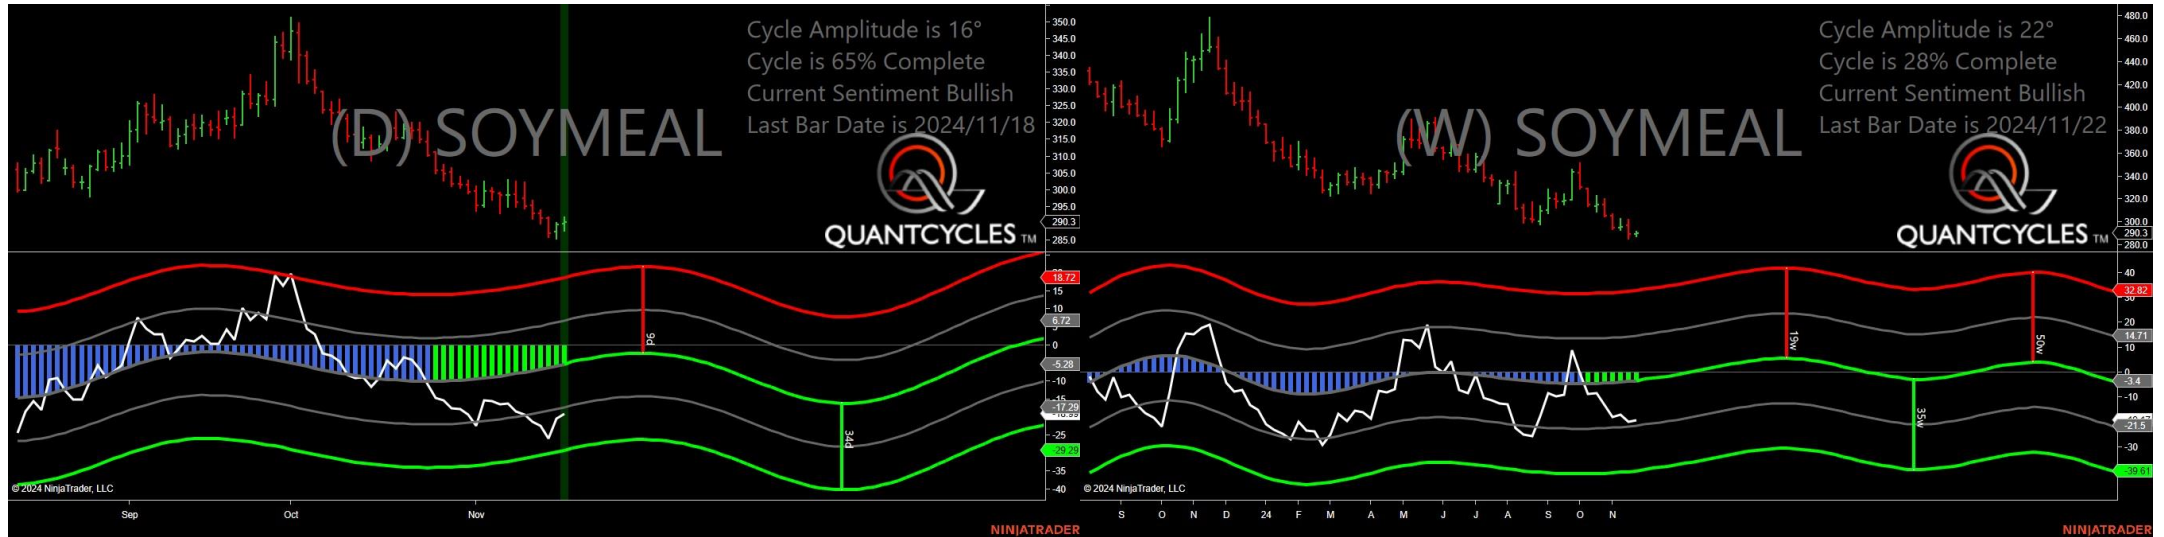 Cycle Amplitude is 16°
Cycle is 65% Complete
Current Sentiment Bullish
Last Bar Date is 2024/11/18
(D) SOYMEAL
QUANTCYCLES TM
350.0
345.0
340.0
335.0
330.0
325.0
320.0
315.0
310.0
305.0
300.0
295.0
290.3
285.0
18.72
15
10
6.72
5
0
-5.28
-10
-15
-17.29
-25
-29.29
-35
-40
9d
34d
© 2024 NinjaTrader, LLC
Sep Oct Nov
NINJATRADER
Cycle Amplitude is 22°
Cycle is 28% Complete
Current Sentiment Bullish
Last Bar Date is 2024/11/22
(W) SOYMEAL
QUANTCYCLES TM
480.0
460.0
440.0
420.0
400.0
380.0
360.0
340.0
320.0
300.0
290.3
280.0
40
32.82
30
20
14.71
10
0
-3.4
-10
-21.5
-30
-39.61
19w
35w
50w
© 2024 NinjaTrader, LLC
S O N D 24 F M A M J J A S O N
NINJATRADER